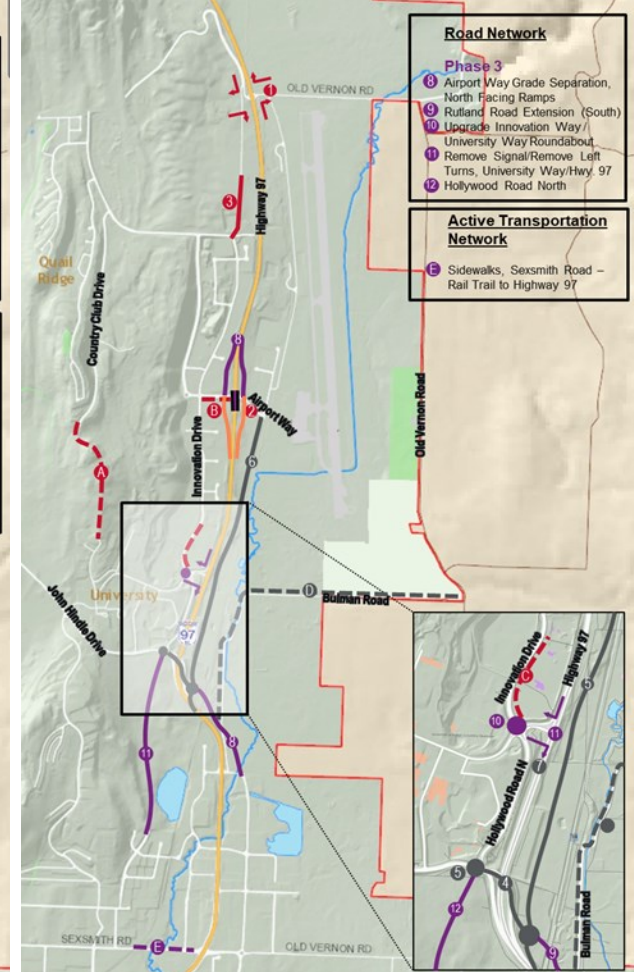 Road Network
Phase 3
8 Airport Way Grade Separation,
North Facing Ramps
9 Rutland Road Extension (South)
10 Upgrade Innovation Way /
University Way Roundabout
11 Remove Signal/Remove Left
Turns, University Way/Hwy. 97
12 Hollywood Road North
Active Transportation
Network
E Sidewalks, Sexsmith Road –
Rail Trail to Highway 97
1
OLD VERNON RD
3
Highway 97
Quail
Ridge
Country Club Drive
8
B
2
Airport Way
Old Vernon Road
Innovation Drive
6
A
University
D
Bulman Road
John Hindle Drive
97
11
8
SEXSMITH RD
E
OLD VERNON RD
Innovation Drive
Highway 97
C
5
10
11
7
Hollywood Road N
5
4
12
9
Bulman Road